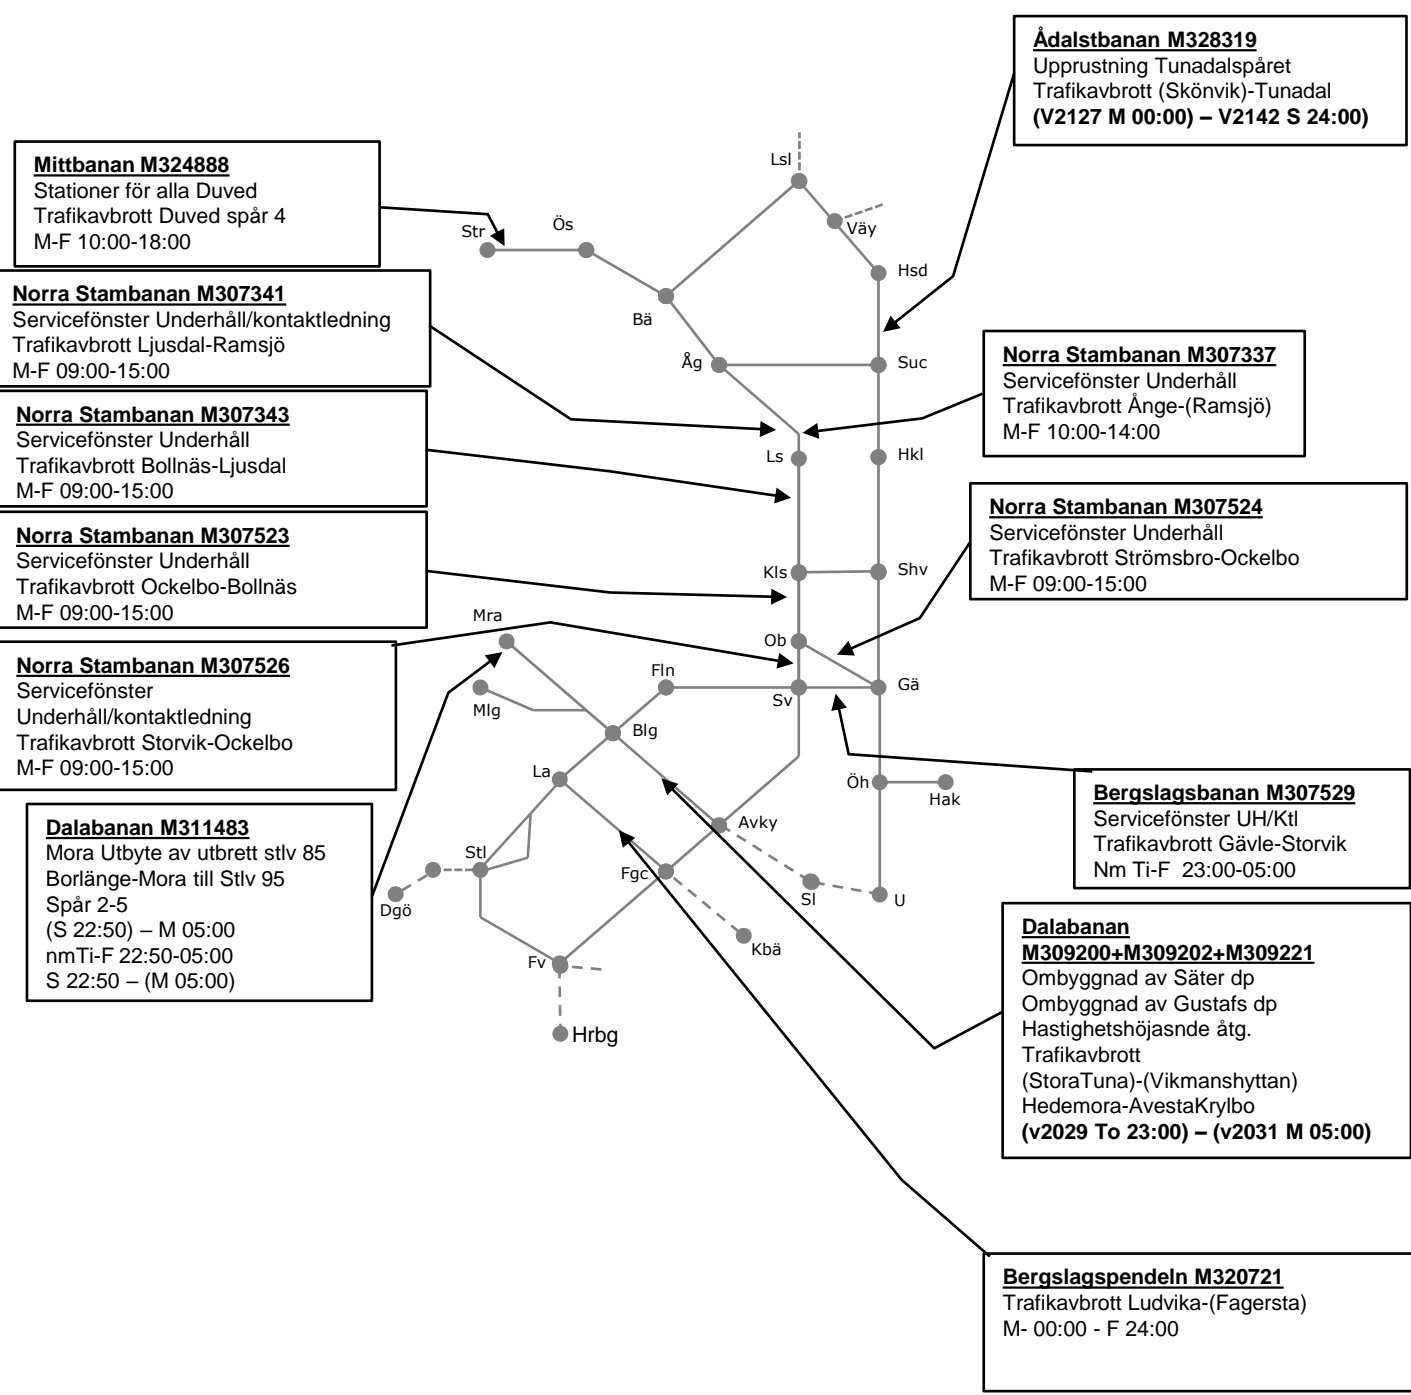 Ådalstbanan M328319
Upprustning Tunadalspåret
Trafikavbrott (Skönvik)-Tunadal
(V2127 M 00:00) – V2142 S 24:00)
Mittbanan M324888
Stationer för alla Duved
Trafikavbrott Duved spår 4
M-F 10:00-18:00
Norra Stambanan M307341
Servicefönster Underhåll/kontaktledning
Trafikavbrott Ljusdal-Ramsjö
M-F 09:00-15:00
Norra Stambanan M307337
Servicefönster Underhåll
Trafikavbrott Ånge-(Ramsjö)
M-F 10:00-14:00
Norra Stambanan M307343
Servicefönster Underhåll
Trafikavbrott Bollnäs-Ljusdal
M-F 09:00-15:00
Norra Stambanan M307524
Servicefönster Underhåll
Trafikavbrott Strömsbro-Ockelbo
M-F 09:00-15:00
Norra Stambanan M307523
Servicefönster Underhåll
Trafikavbrott Ockelbo-Bollnäs
M-F 09:00-15:00
Norra Stambanan M307526
Servicefönster
Underhåll/kontaktledning
Trafikavbrott Storvik-Ockelbo
M-F 09:00-15:00
Bergslagsbanan M307529
Servicefönster UH/Ktl
Trafikavbrott Gävle-Storvik
Nm Ti-F 23:00-05:00
Dalabanan M311483
Mora Utbyte av utbrett stlv 85
Borlänge-Mora till Stlv 95
Spår 2-5
(S 22:50) – M 05:00
nmTi-F 22:50-05:00
S 22:50 – (M 05:00)
Dalabanan
M309200+M309202+M309221
Ombyggnad av Säter dp
Ombyggnad av Gustafs dp
Hastighetshöjasnde åtg.
Trafikavbrott
(StoraTuna)-(Vikmanshyttan)
Hedemora-AvestaKrylbo
(v2029 To 23:00) – (v2031 M 05:00)
Bergslagspendeln M320721
Trafikavbrott Ludvika-(Fagersta)
M- 00:00 - F 24:00
Lsl
Väy
Str
Ös
Hsd
Bä
Åg
Suc
Ls
Hkl
Kls
Shv
Mra
Ob
Fln
Mlg
Sv
Gä
Blg
La
Öh
Hak
Avky
Stl
Fgc
Dgö
Sl
U
Kbä
Fv
Hrbg